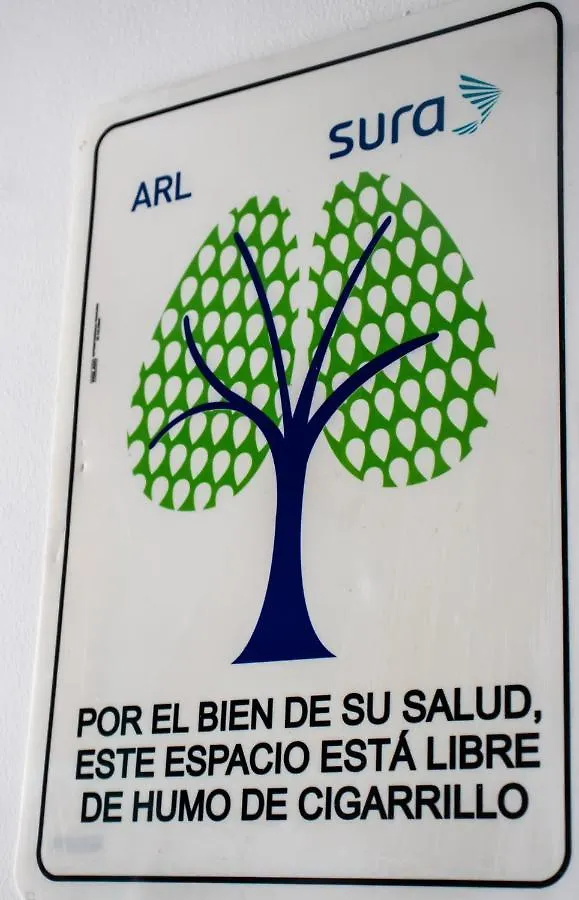 sura
ARL
POR EL BIEN DE SU SALUD,
ESTE ESPACIO ESTÁ LIBRE
DE HUMO DE CIGARRILLO